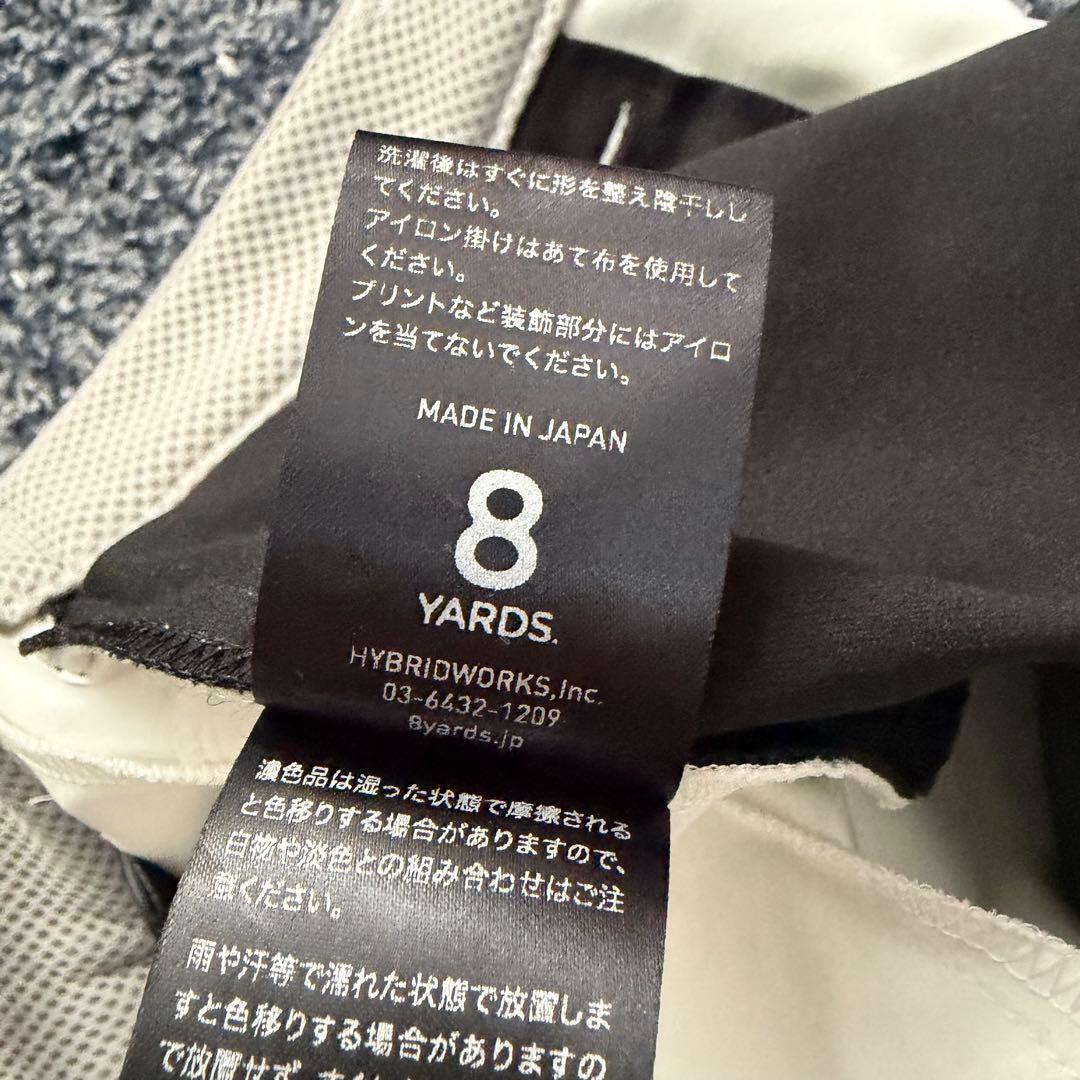 洗濯後はすぐに形を整え陰干しし
てください。
アイロン掛けはあて布を使用して
ください。
プリントなど装飾部分にはアイロ
ンを当てないでください。
MADE IN JAPAN
8
YARDS.
HYBRIDWORKS,Inc.
03-6432-1209
8yards.jp
濃色品は湿った状態で摩擦される
と色移りする場合がありますので、
白物や淡色との組み合わせはご注
意ください。
雨や汗等で濡れた状態で放置しま
すと色移りする場合がありますの
で放置せず